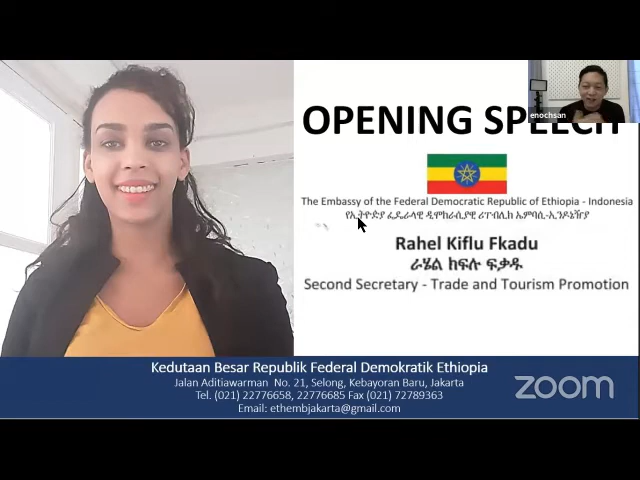 enochsan
OPENING SPEECH
The Embassy of the Federal Democratic Republic of Ethiopia - Indonesia
የኢትዮጵያ ፌዴራላዊ ዲሞክራሲያዊ ሪፐብሊክ ኤምባሲ-ኢንዶኔዥያ
Rahel Kiflu Fkadu
ራሄል ክፍሉ ፍቃዱ
Second Secretary - Trade and Tourism Promotion
Kedutaan Besar Republik Federal Demokratik Ethiopia
Jalan Aditiawarman No. 21, Selong, Kebayoran Baru, Jakarta
Tel. (021) 22776658, 22776685 Fax (021) 72789363
Email: ethembjakarta@gmail.com
zoom